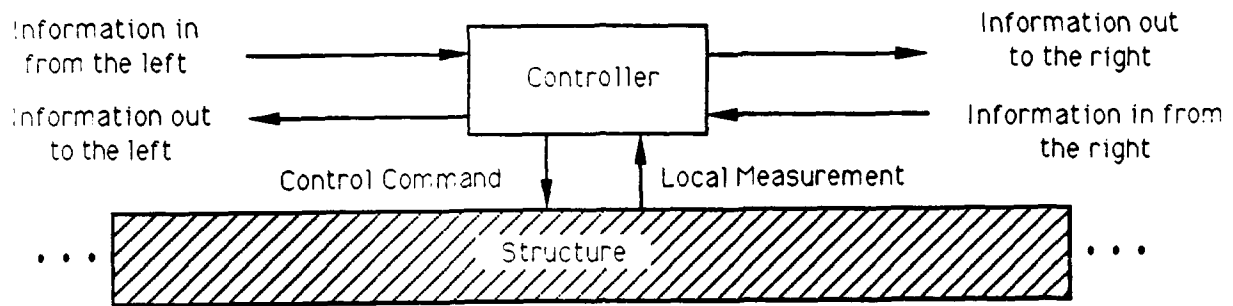 Information in
from the left
Information out
to the left
Controller
Information out
to the right
Information in from
the right
Control Command
Local Measurement
Structure